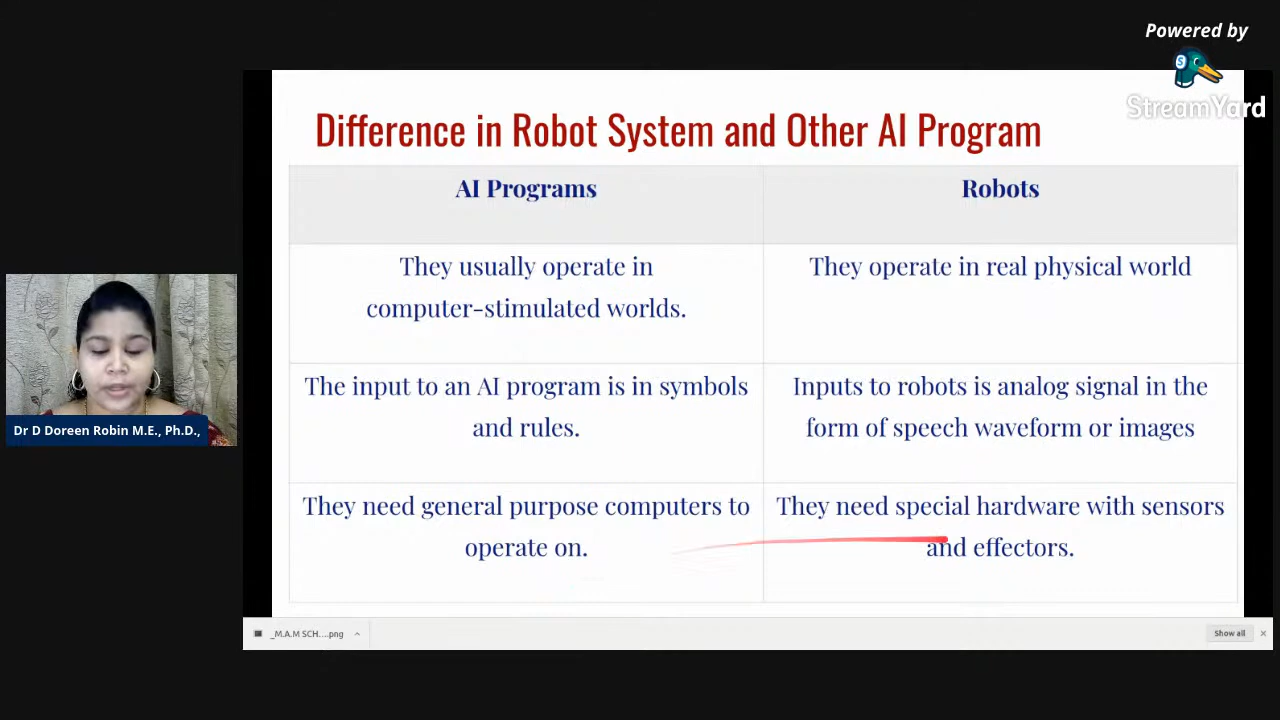 Powered by
StreamYard
Difference in Robot System and Other AI Program
AI Programs
Robots
They usually operate in
computer-stimulated worlds.
They operate in real physical world
The input to an AI program is in symbols
and rules.
Inputs to robots is analog signal in the
form of speech waveform or images
They need general purpose computers to
operate on.
They need special hardware with sensors
and effectors.
Dr D Doreen Robin M.E., Ph.D.,
_M.A.M SCH....png
Show all